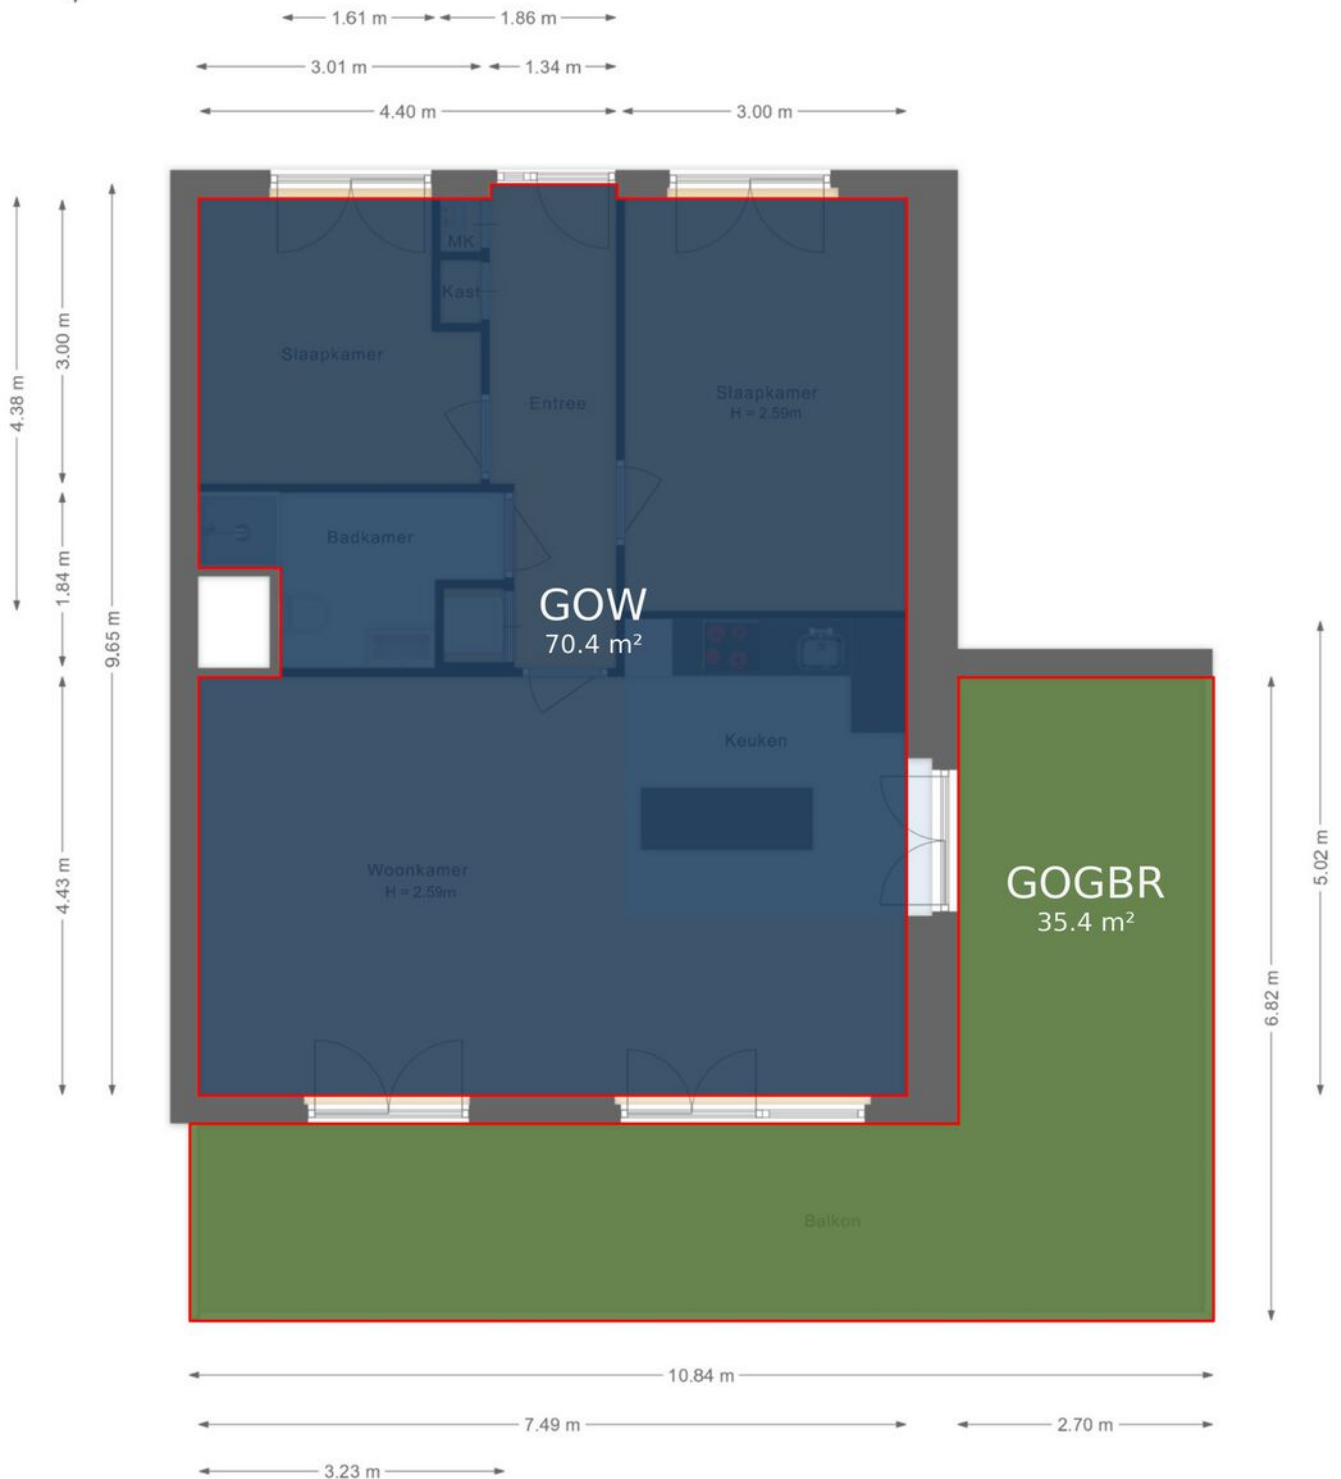 1.61 m
1.86 m
3.01 m
1.34 m
4.40 m
3.00 m
MK
Kast
Slaapkamer
Entree
Slaapkamer
H = 2.59m
4.38 m
3.00 m
1.84 m
9.65 m
4.43 m
Badkamer
GOW
70.4 m²
Keuken
Woonkamer
H = 2.59m
GOGBR
35.4 m²
5.02 m
6.82 m
Balkon
10.84 m
7.49 m
2.70 m
3.23 m